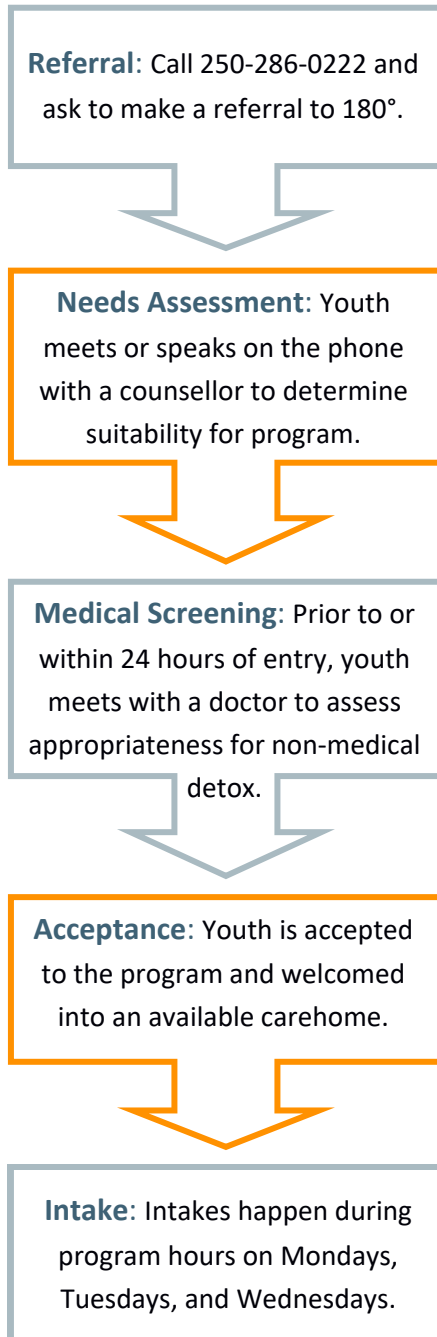 Referral: Call 250-286-0222 and
ask to make a referral to 180°.
Needs Assessment: Youth
meets or speaks on the phone
with a counsellor to determine
suitability for program.
Medical Screening: Prior to or
within 24 hours of entry, youth
meets with a doctor to assess
appropriateness for non-medical
detox.
Acceptance: Youth is accepted
to the program and welcomed
into an available carehome.
Intake: Intakes happen during
program hours on Mondays,
Tuesdays, and Wednesdays.